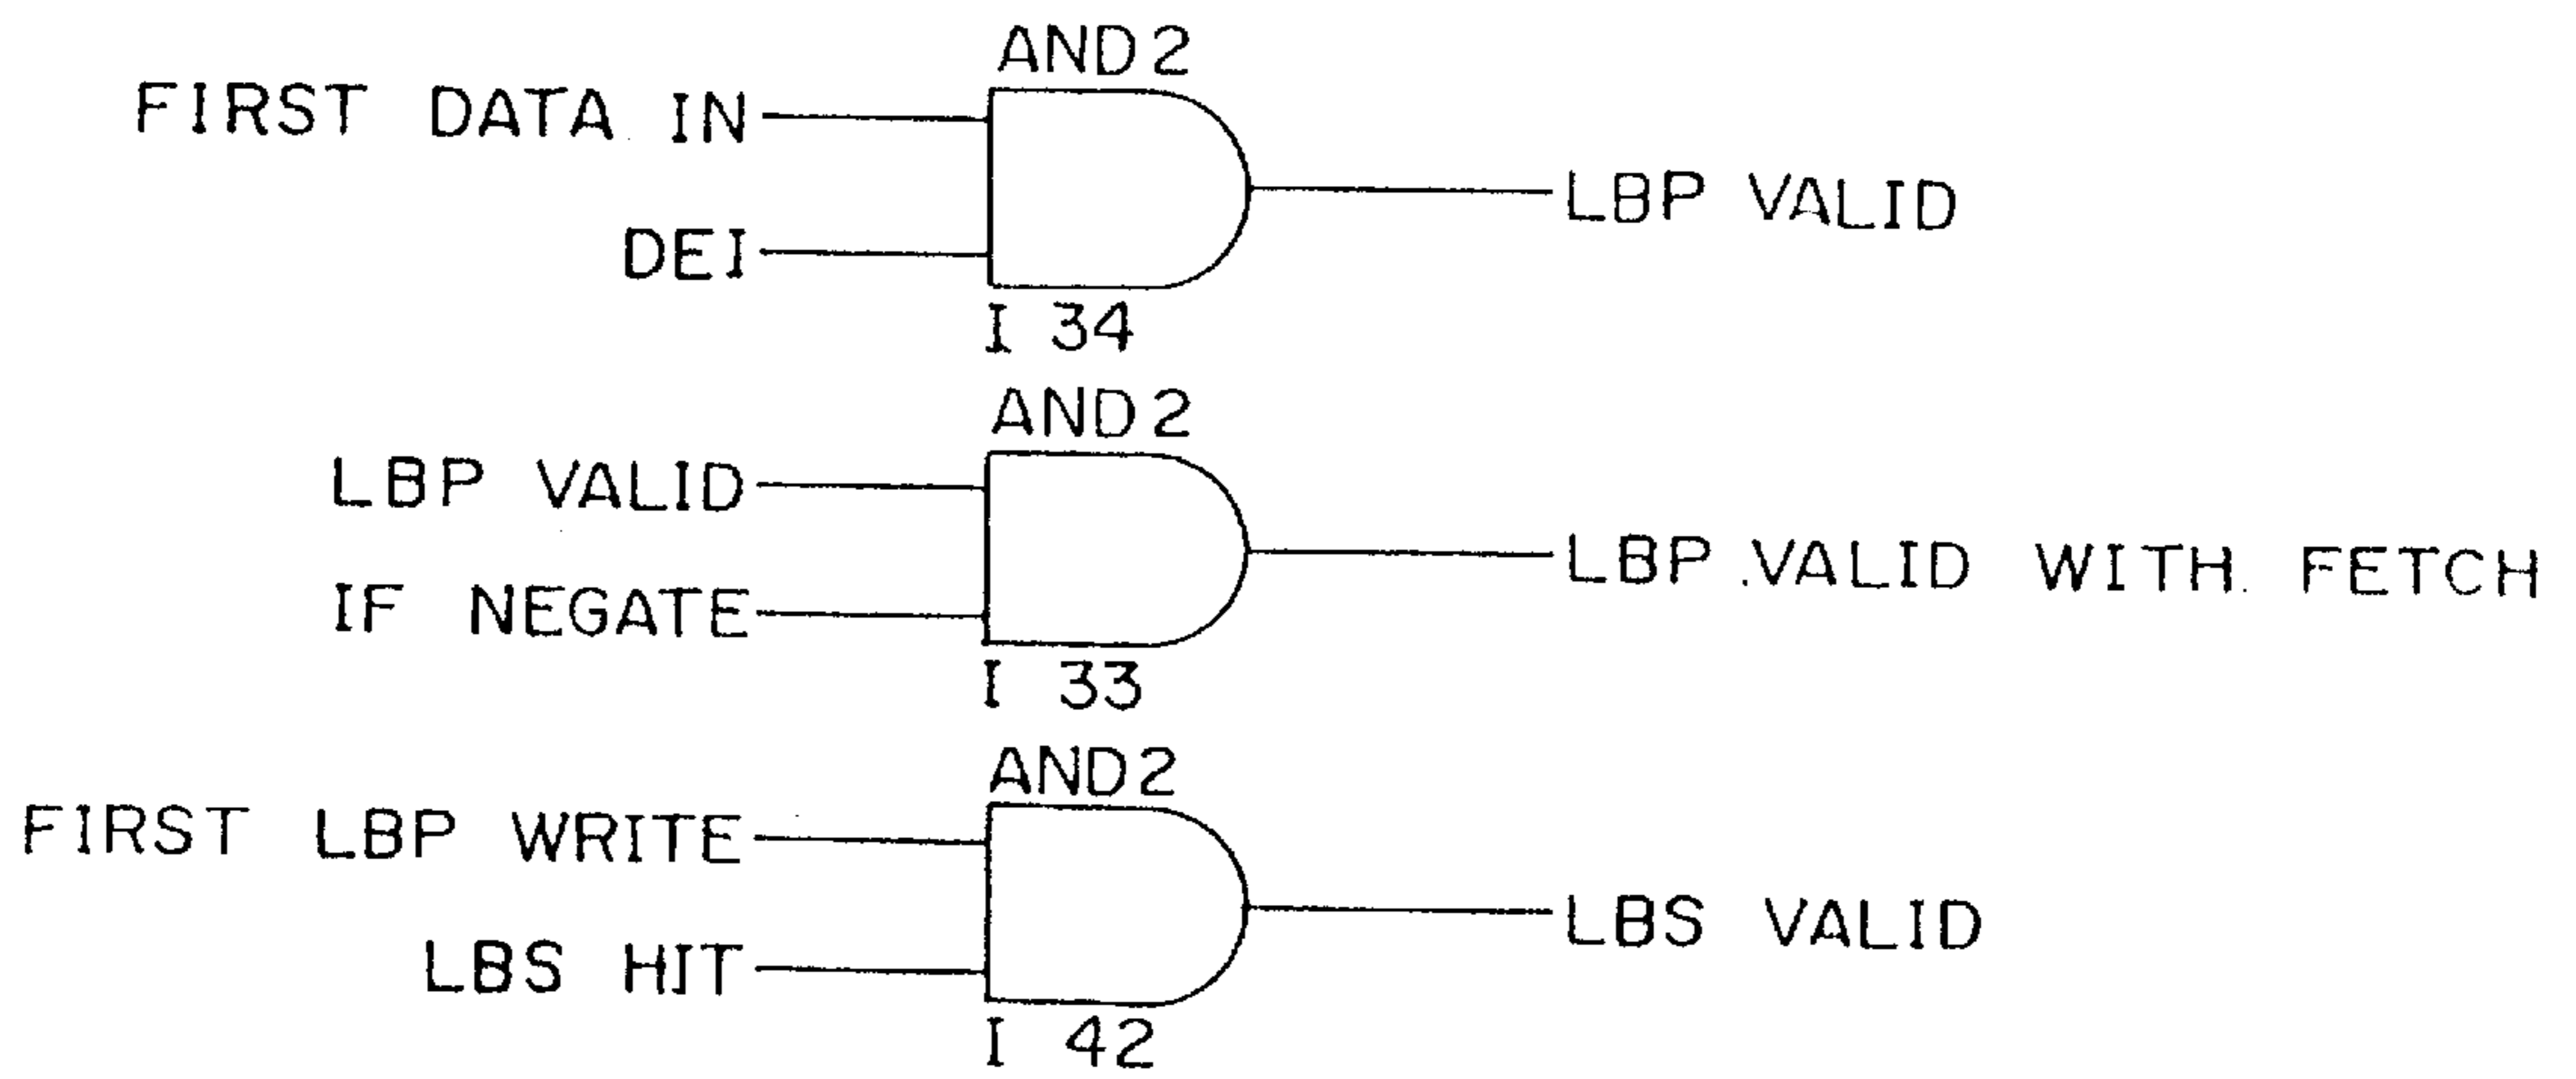 AND2
FIRST DATA IN
DEI
LBP VALID
I 34
AND2
LBP VALID
IF NEGATE
LBP VALID WITH FETCH
I 33
AND2
FIRST LBP WRITE
LBS HIT
LBS VALID
I 42